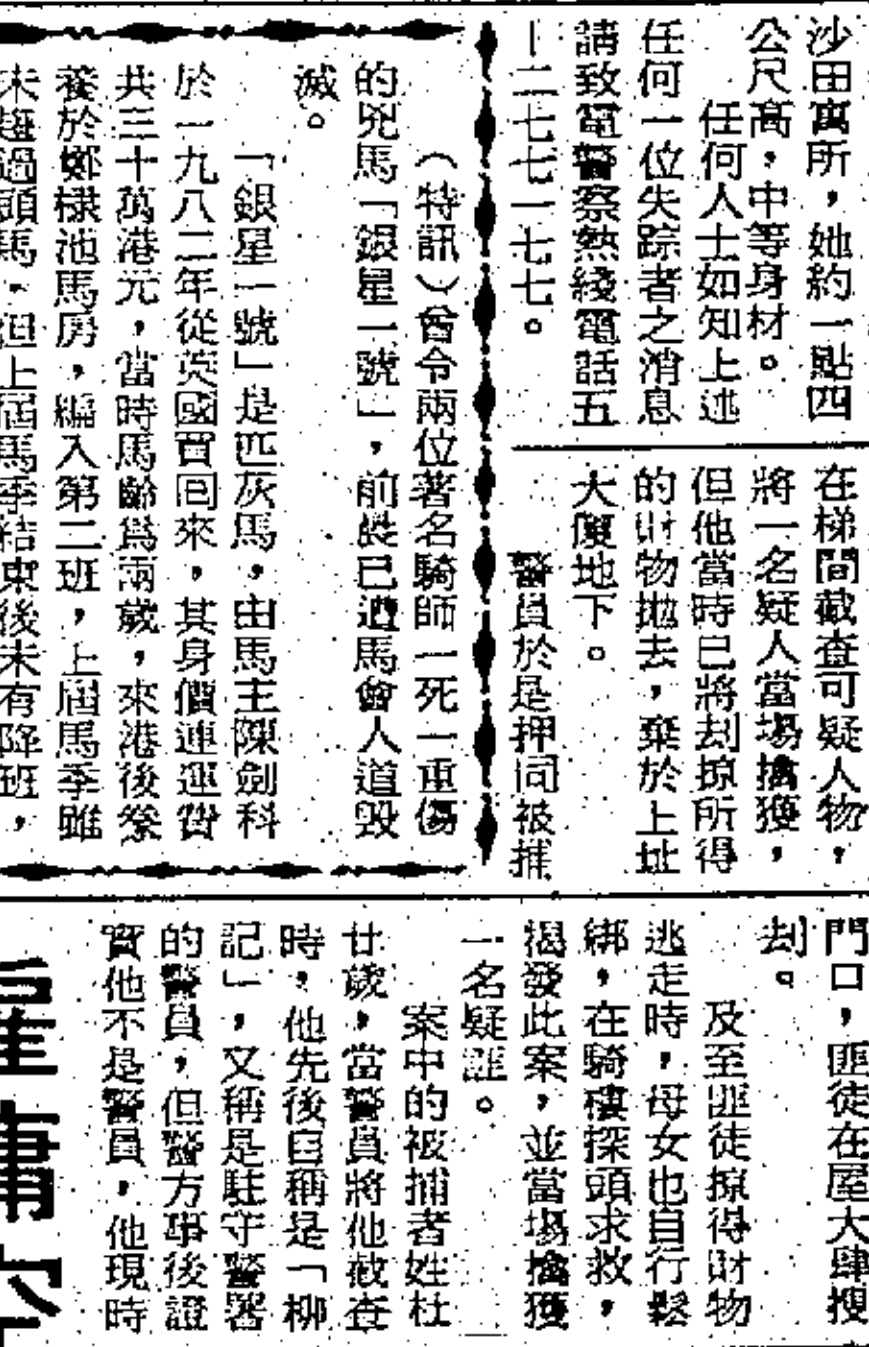 沙田寓所，她約一點四
公尺高，中等身材。
任何人士如知上述
任何一位失踪者之消息
請致電警察熱綫電話五
—二七七一七七。
（特訊）曾令兩位著名騎師一死一重傷
的兇馬「銀星一號」，前晨已遭馬會人道毀
滅。
「銀星一號」是匹灰馬，由馬主陳劍科
於一九八二年從英國買回來，其身價連運費
共三十萬港元，當時馬齡爲兩歲，來港後豢
養於鄭棣池馬房，編入第二班，上屆馬季雖
未趨過頭馬，但上屆馬季結束後未有降班，
在梯間截查可疑人物，
將一名疑人當場擒獲，
但他當時已將刦掠所得
的財物拋去，棄於上址
大厦地下。
警員於是押同被捕
門口，匪徒在屋大肆搜
刦。
及至匪徒掠得財物
逃走時，母女也自行鬆
綁，在騎樓探頭求救，
揭發此案，並當場擒獲
一名疑匪。
案中的被捕者姓杜
廿歲，當警員將他截查
時，他先後自稱是「柳
記」，又稱是駐守警署
的警員，但警方事後證
實他不是警員，他現時